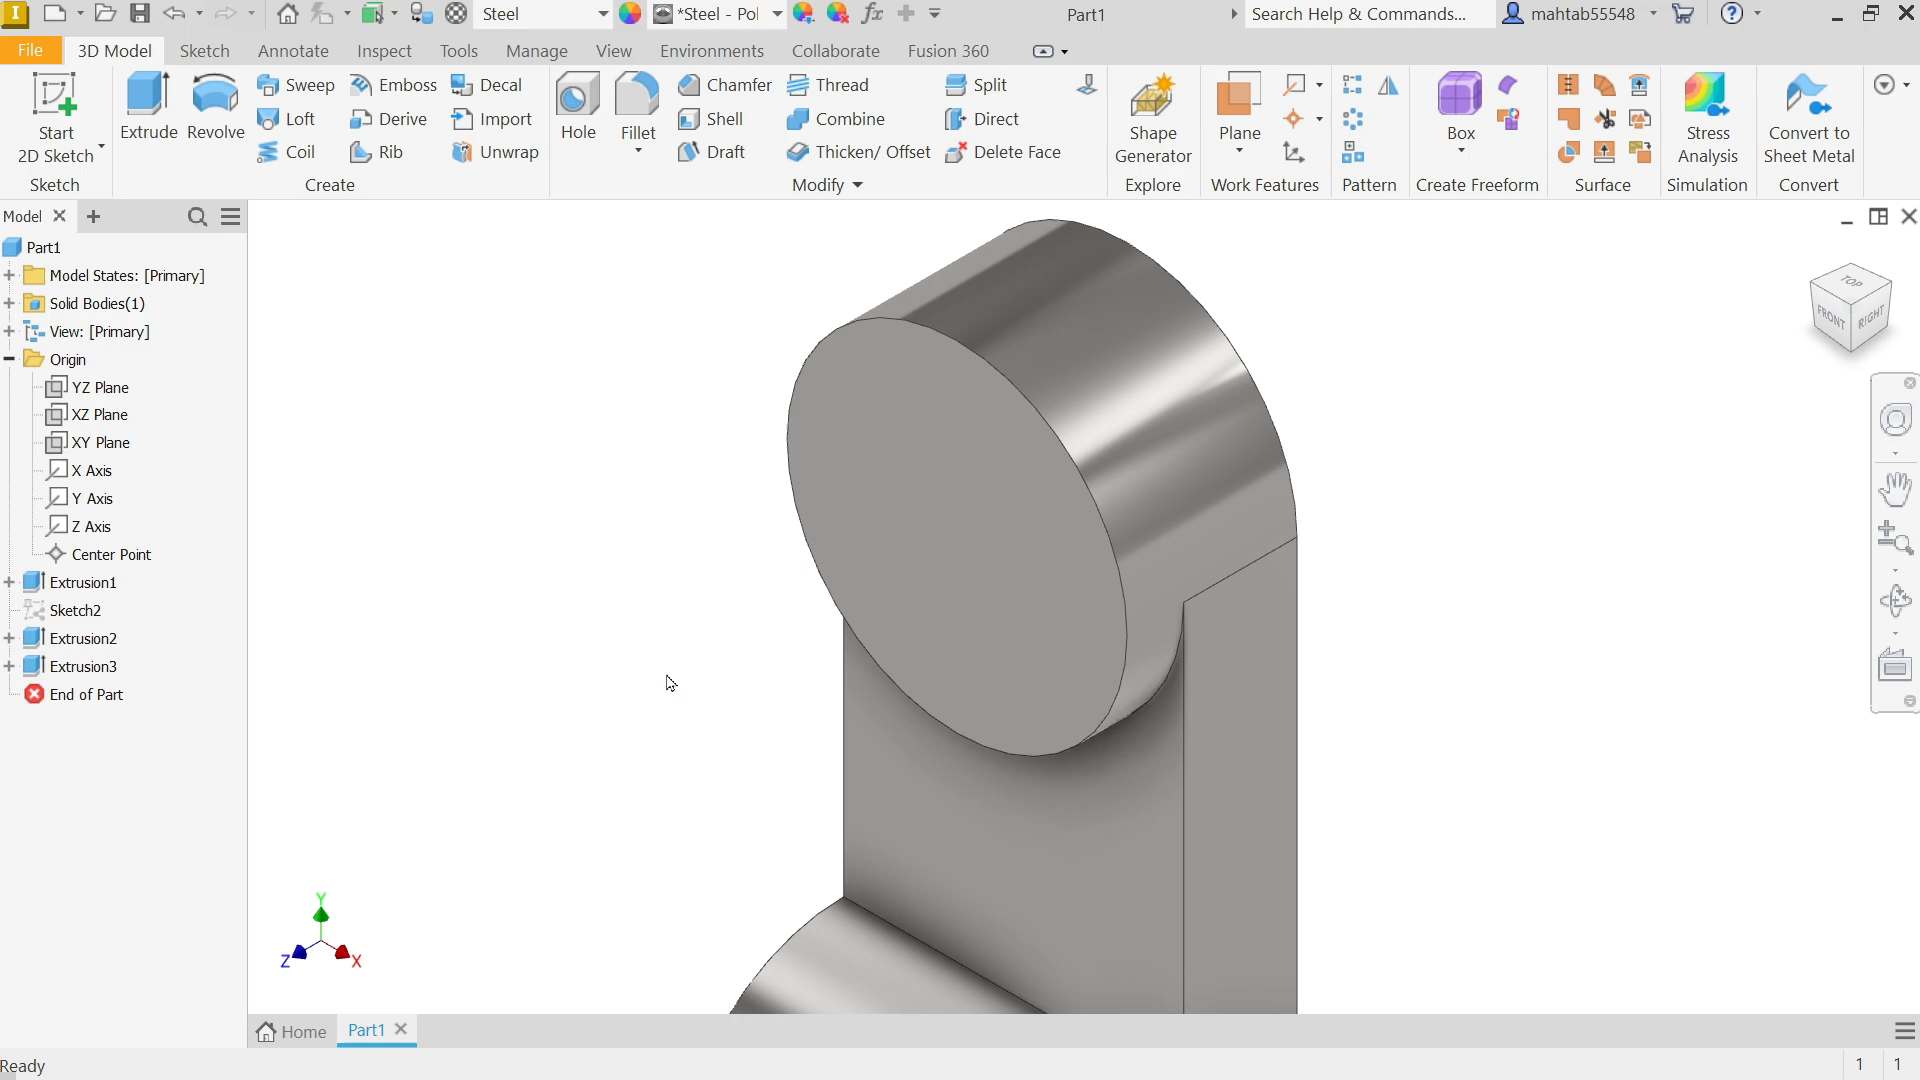 I Steel *Steel - Pol fx Part1 Search Help & Commands... mahtab55548 ?
File 3D Model Sketch Annotate Inspect Tools Manage View Environments Collaborate Fusion 360
Start
2D Sketch
Extrude Revolve
Sweep Emboss Decal
Loft Derive Import
Coil Rib Unwrap
Hole Fillet
Chamfer Thread Split
Shell Combine Direct
Draft Thicken/ Offset Delete Face
Shape
Generator
Plane
Box
Stress
Analysis
Convert to
Sheet Metal
Sketch Create Modify Explore Work Features Pattern Create Freeform Surface Simulation Convert
Model
Part1
Model States: [Primary]
Solid Bodies(1)
View: [Primary]
Origin
YZ Plane
XZ Plane
XY Plane
X Axis
Y Axis
Z Axis
Center Point
Extrusion1
Sketch2
Extrusion2
Extrusion3
End of Part
TOP
FRONT RIGHT
Y
Z X
Home Part1
Ready 1 1